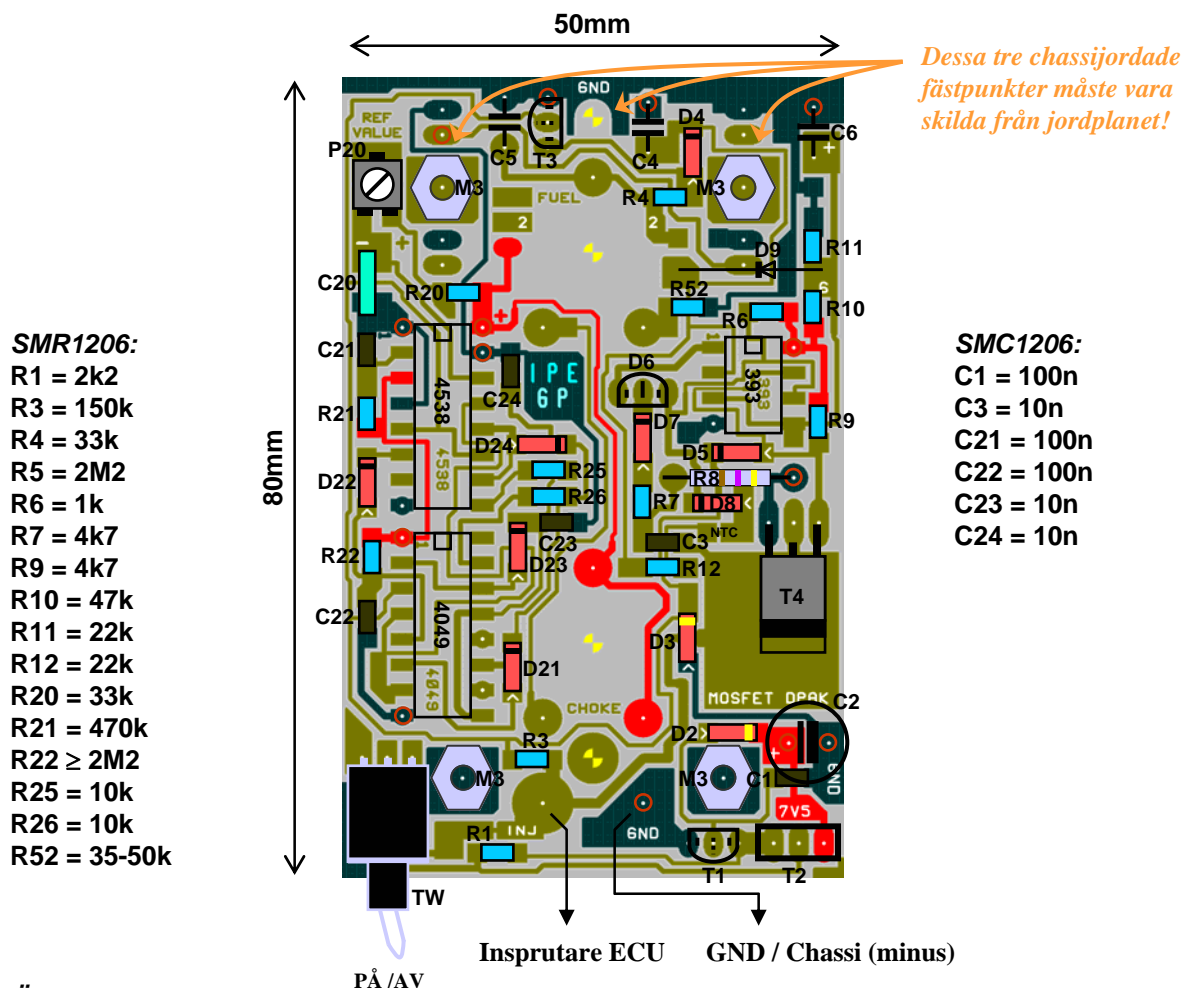 50mm
Dessa tre chassijordade
fästpunkter måste vara
skilda från jordplanet!
80mm
SMR1206:
R1 = 2k2
R3 = 150k
R4 = 33k
R5 = 2M2
R6 = 1k
R7 = 4k7
R9 = 4k7
R10 = 47k
R11 = 22k
R12 = 22k
R20 = 33k
R21 = 470k
R22 ≥ 2M2
R25 = 10k
R26 = 10k
R52 = 35-50k
SMC1206:
C1 = 100n
C3 = 10n
C21 = 100n
C22 = 100n
C23 = 10n
C24 = 10n
GND
REF
VALUE
P20
C5
T3
C4
D4
C6
+
M3
M3
FUEL
R4
2
2
R11
D9
C20
R20
R52
R6
R10
C21
1
4538
4538
C24
IPE
6P
D6
393
R9
R21
D24
D7
D5
R25
R8
D22
R26
R7
D8
NTC
C23
C3
R22
D23
R12
T4
C22
4049
4049
D21
D3
MOSFET DPAK
C2
CHOKE
D2
+
R3
M3
M3
C1
GND
7V5
INJ
GND
R1
T1
T2
TW
Insprutare ECU
GND / Chassi (minus)
PÅ /AV